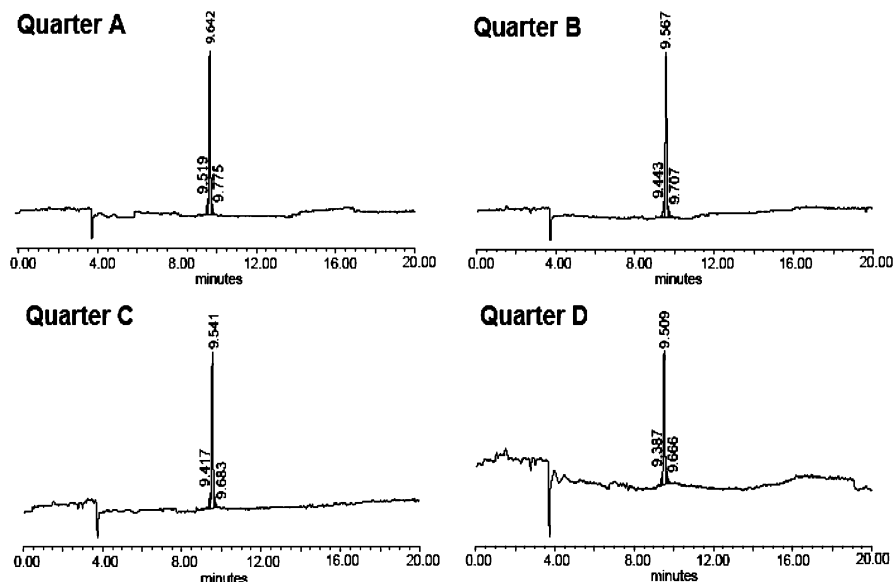 Quarter A
9.642
9.519
9.775
0.00 4.00 8.00 12.00 16.00 20.00
minutes
Quarter B
9.567
9.443
9.707
0.00 4.00 8.00 12.00 16.00 20.00
minutes
Quarter C
9.541
9.417
9.683
0.00 4.00 8.00 12.00 16.00 20.00
minutes
Quarter D
9.509
9.387
9.666
0.00 4.00 8.00 12.00 16.00 20.00
minutes